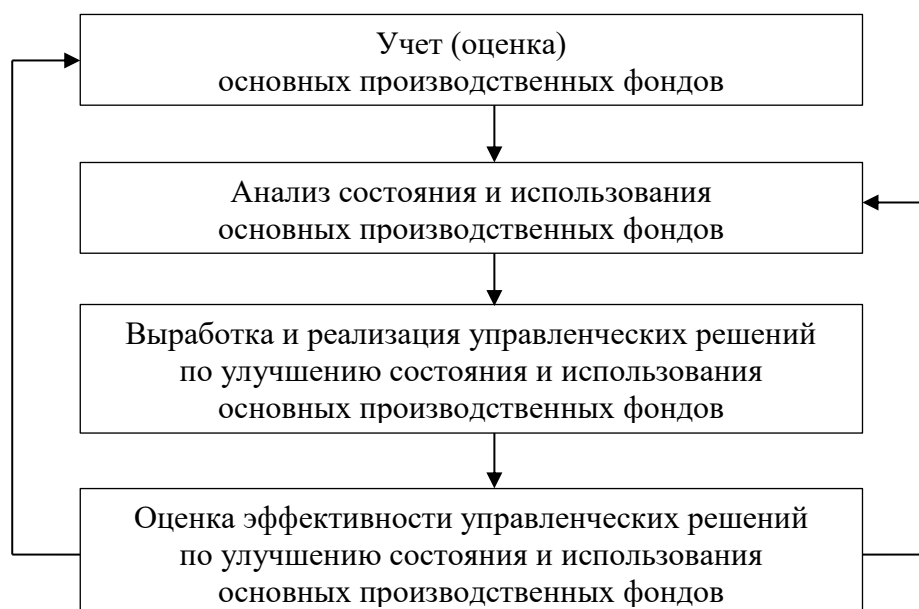 Учет (оценка)
основных производственных фондов
Анализ состояния и использования
основных производственных фондов
Выработка и реализация управленческих решений
по улучшению состояния и использования
основных производственных фондов
Оценка эффективности управленческих решений
по улучшению состояния и использования
основных производственных фондов